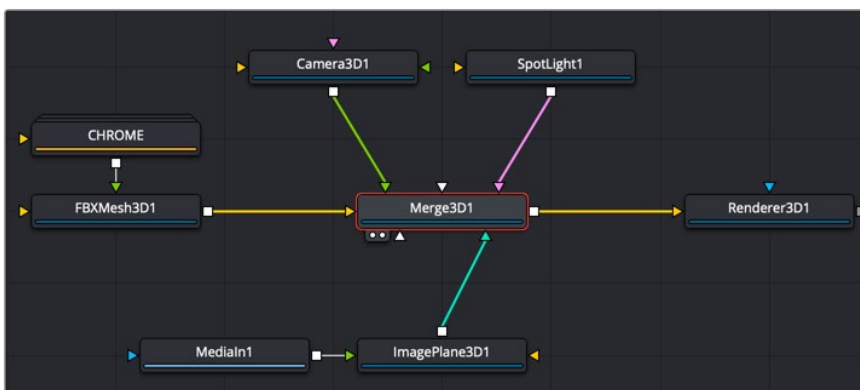 Camera3D1
SpotLight1
CHROME
FBXMesh3D1
Merge3D1
Renderer3D1
MediaIn1
ImagePlane3D1